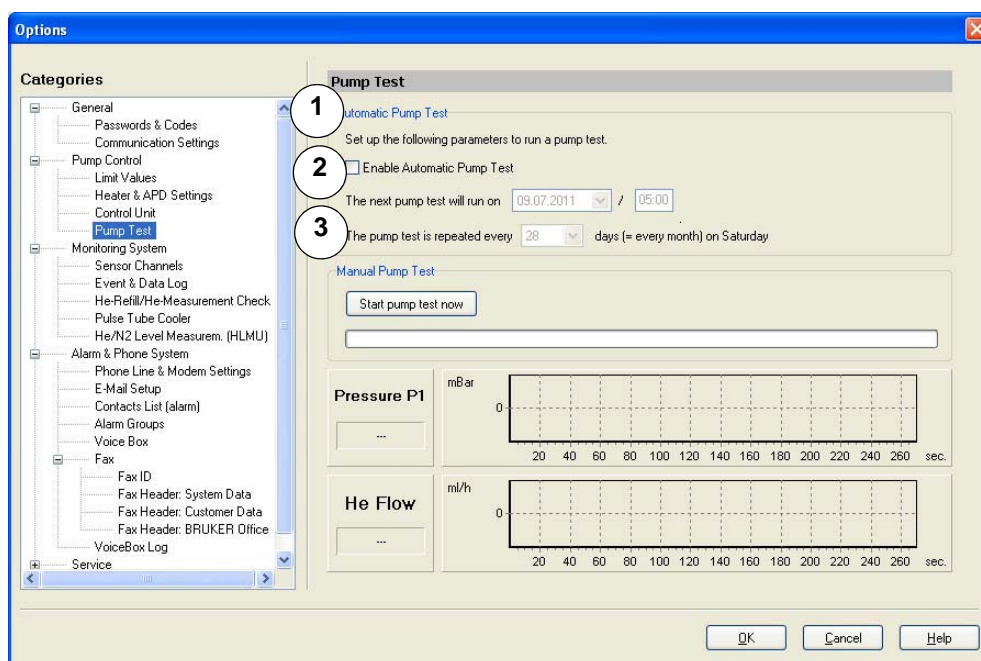 Options
Categories
General
Passwords & Codes
Communication Settings
Pump Control
Limit Values
Heater & APD Settings
Control Unit
Pump Test
Monitoring System
Sensor Channels
Event & Data Log
He-Refill/He-Measurement Check
Pulse Tube Cooler
He/N2 Level Measurem. (HLMU)
Alarm & Phone System
Phone Line & Modem Settings
E-Mail Setup
Contacts List (alarm)
Alarm Groups
Voice Box
Fax
Fax ID
Fax Header: System Data
Fax Header: Customer Data
Fax Header: BRUKER Office
VoiceBox Log
Service
Pump Test
1
utomatic Pump Test
Set up the following parameters to run a pump test.
2
Enable Automatic Pump Test
The next pump test will run on 09.07.2011 / 05:00
3
The pump test is repeated every 28 days (= every month) on Saturday
Manual Pump Test
Start pump test now
Pressure P1
---
mBar
0
20 40 60 80 100 120 140 160 180 200 220 240 260 sec.
He Flow
---
ml/h
0
20 40 60 80 100 120 140 160 180 200 220 240 260 sec.
OK Cancel Help